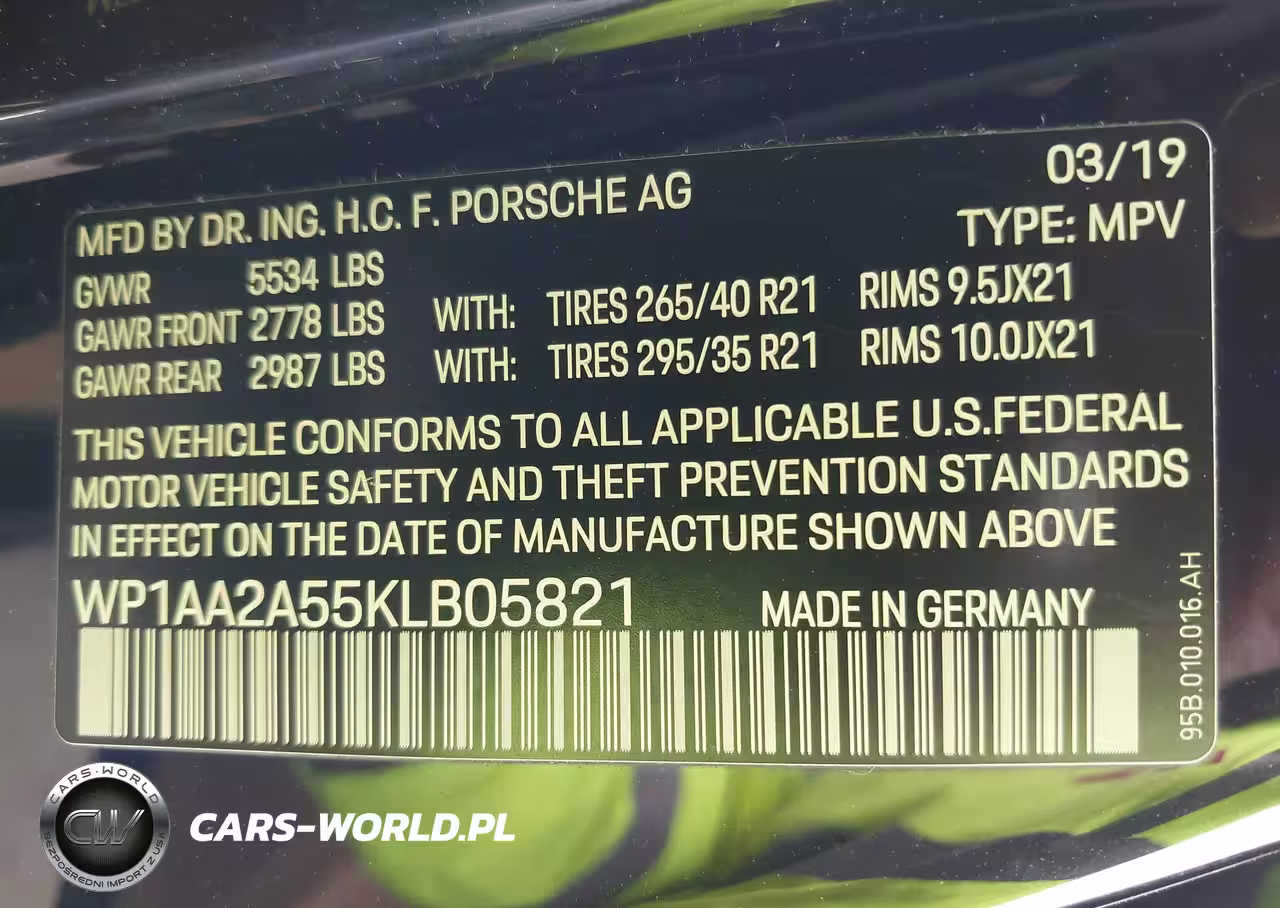 03/19
MFD BY DR. ING. H.C. F. PORSCHE AG
TYPE: MPV
GVWR 5534 LBS
GAWR FRONT 2778 LBS WITH: TIRES 265/40 R21 RIMS 9.5JX21
GAWR REAR 2987 LBS WITH: TIRES 295/35 R21 RIMS 10.0JX21
THIS VEHICLE CONFORMS TO ALL APPLICABLE U.S.FEDERAL
MOTOR VEHICLE SAFETY AND THEFT PREVENTION STANDARDS
IN EFFECT ON THE DATE OF MANUFACTURE SHOWN ABOVE
WP1AA2A55KLB05821 MADE IN GERMANY
95B.010.016.AH
CARS-WORLD
CW
BEZPOŚREDNI IMPORT Z USA
CARS-WORLD.PL